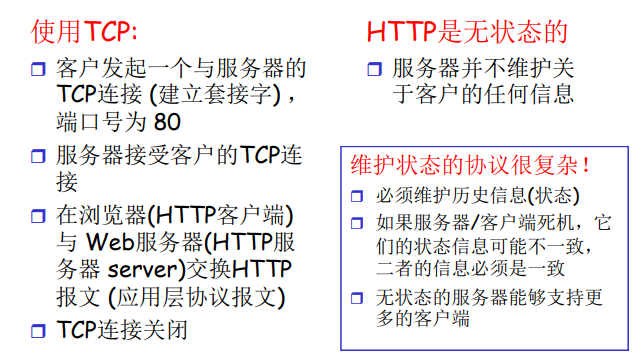 使用TCP:
客户发起一个与服务器的
TCP连接 (建立套接字) ，
端口号为 80
服务器接受客户的TCP连
接
在浏览器(HTTP客户端)
与 Web服务器(HTTP服
务器 server)交换HTTP
报文 (应用层协议报文)
TCP连接关闭
HTTP是无状态的
服务器并不维护关
于客户的任何信息
维护状态的协议很复杂！
必须维护历史信息(状态)
如果服务器/客户端死机，它
们的状态信息可能不一致，
二者的信息必须是一致
无状态的服务器能够支持更
多的客户端